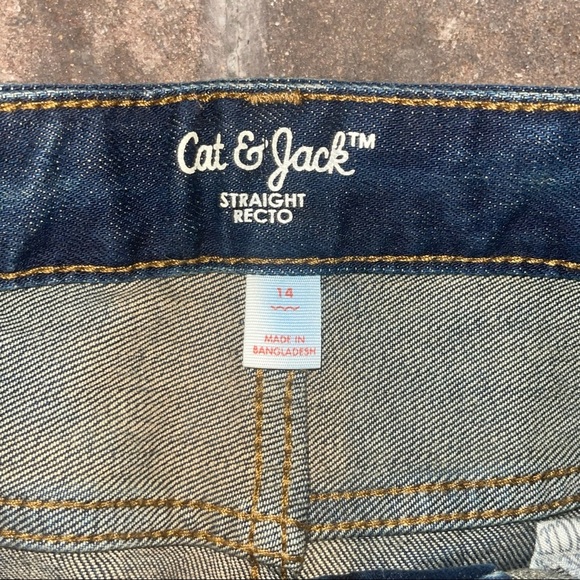 Cat & Jack™
STRAIGHT
RECTO
14
MADE IN
BANGLADESH